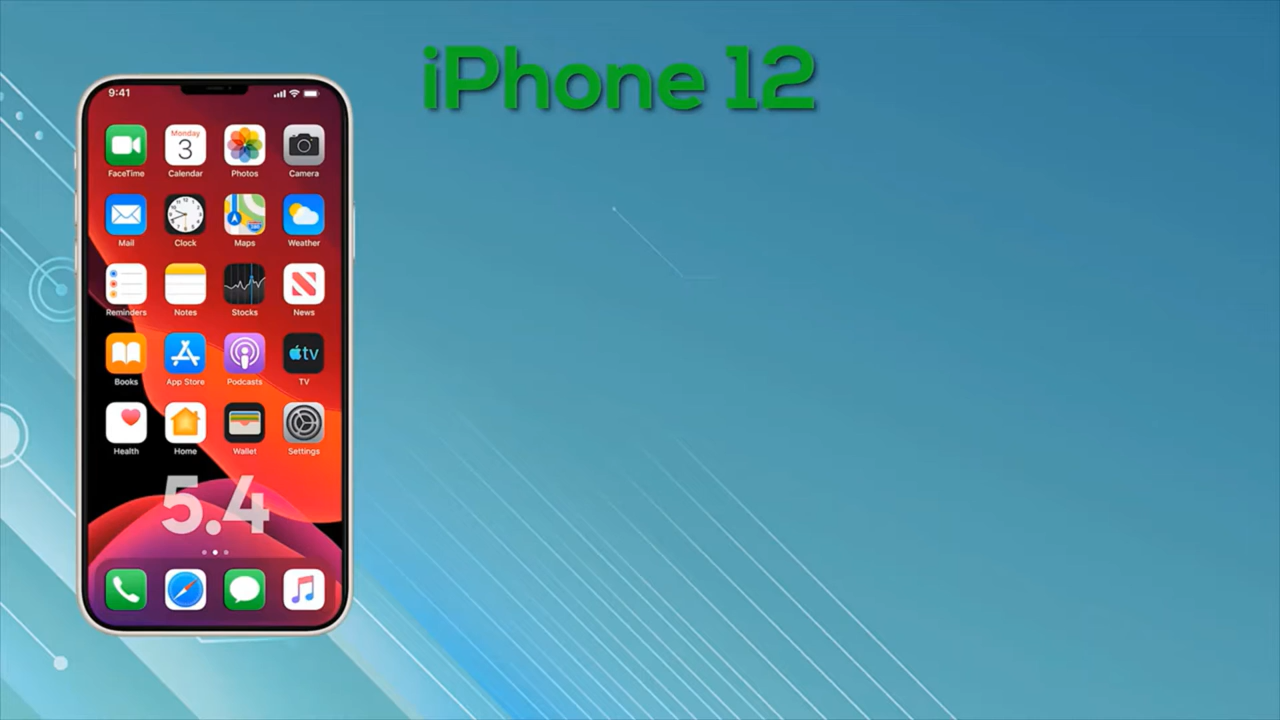 iPhone 12
9:41
Monday
3
FaceTime Calendar Photos Camera
Mail Clock Maps Weather
Reminders Notes Stocks News
tv
Books App Store Podcasts TV
Health Home Wallet Settings
5.4